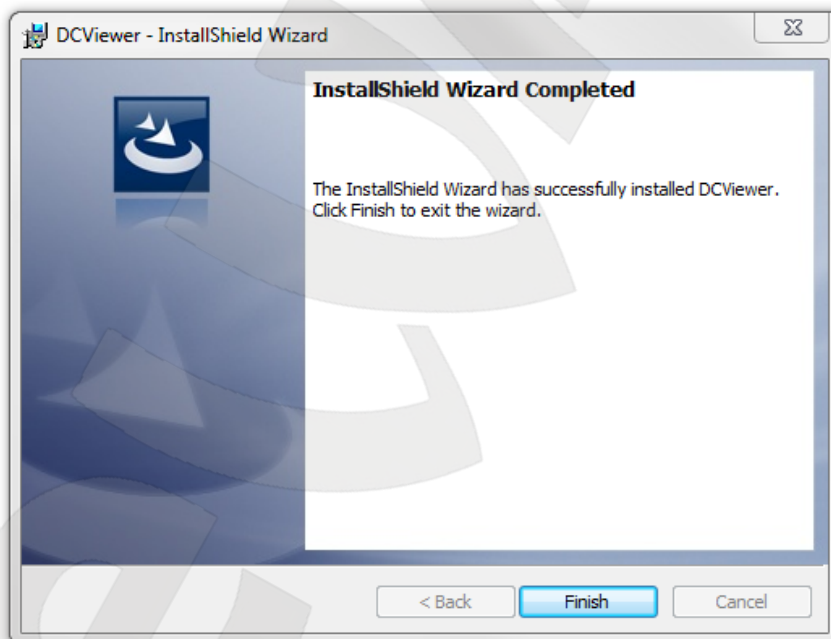 DCViewer - InstallShield Wizard
InstallShield Wizard Completed
The InstallShield Wizard has successfully installed DCViewer.
Click Finish to exit the wizard.
< Back
Finish
Cancel